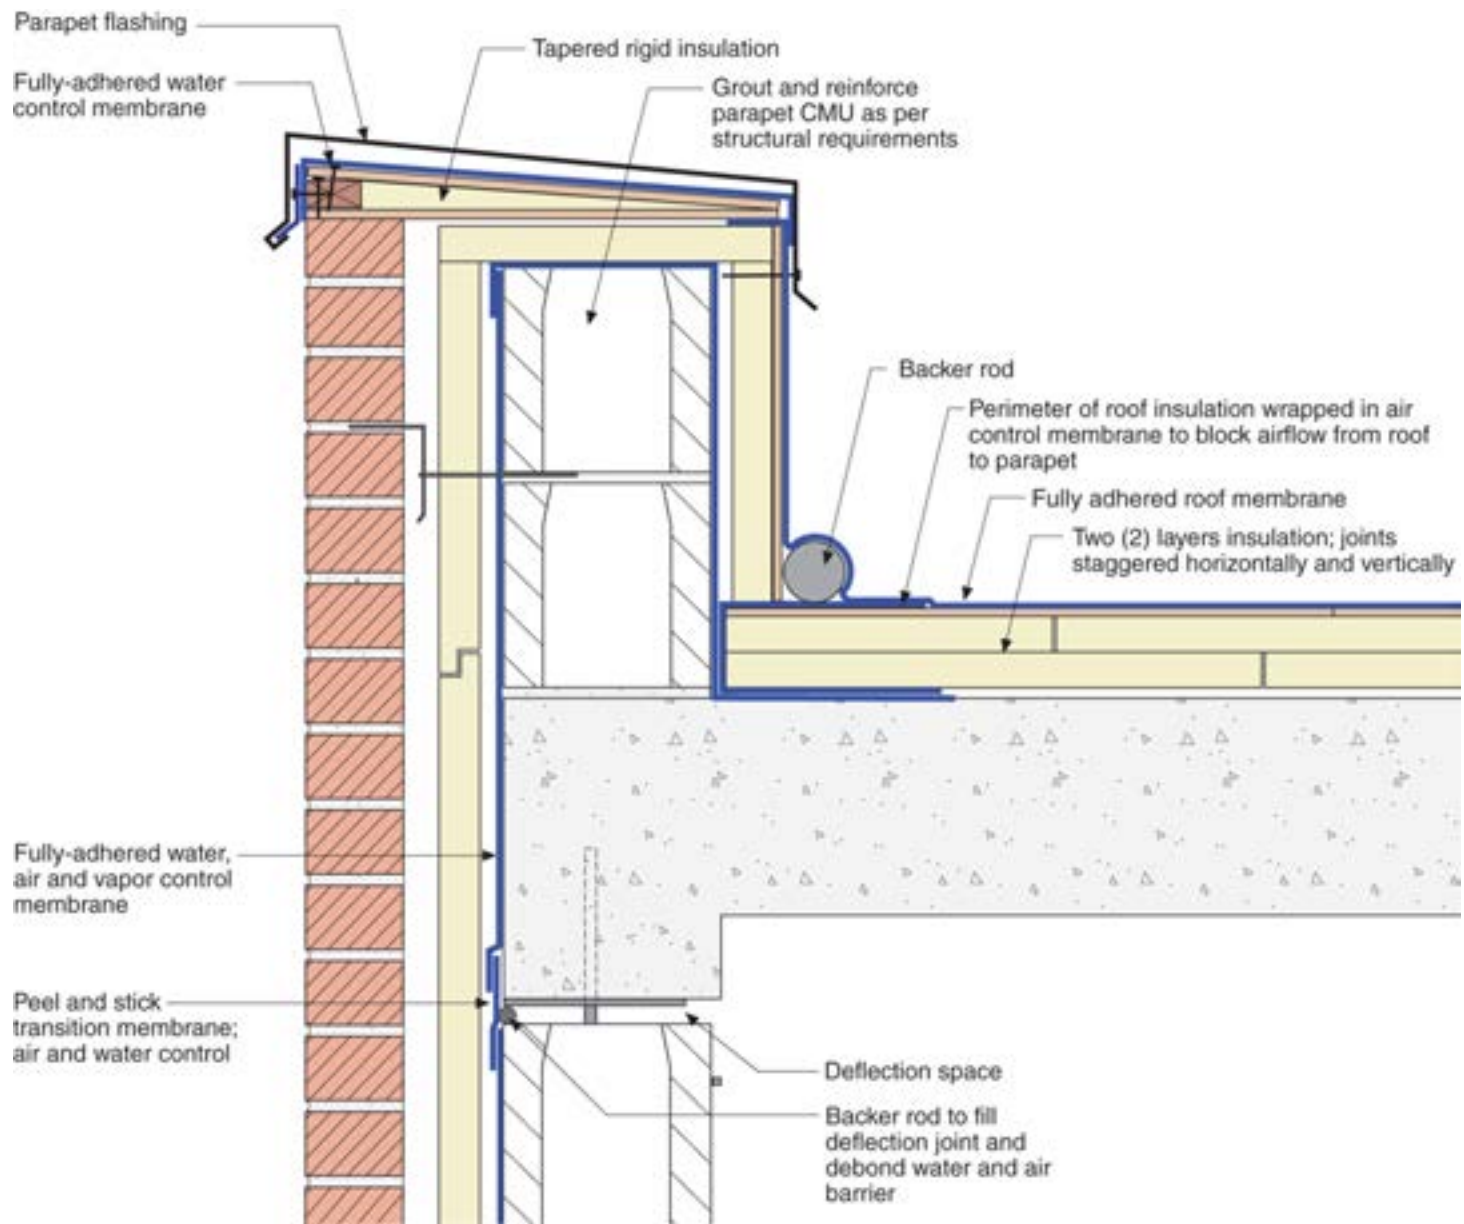 Parapet flashing
Fully-adhered water
control membrane
Tapered rigid insulation
Grout and reinforce
parapet CMU as per
structural requirements
Backer rod
Perimeter of roof insulation wrapped in air
control membrane to block airflow from roof
to parapet
Fully adhered roof membrane
Two (2) layers insulation; joints
staggered horizontally and vertically
Fully-adhered water,
air and vapor control
membrane
Peel and stick
transition membrane;
air and water control
Deflection space
Backer rod to fill
deflection joint and
debond water and air
barrier